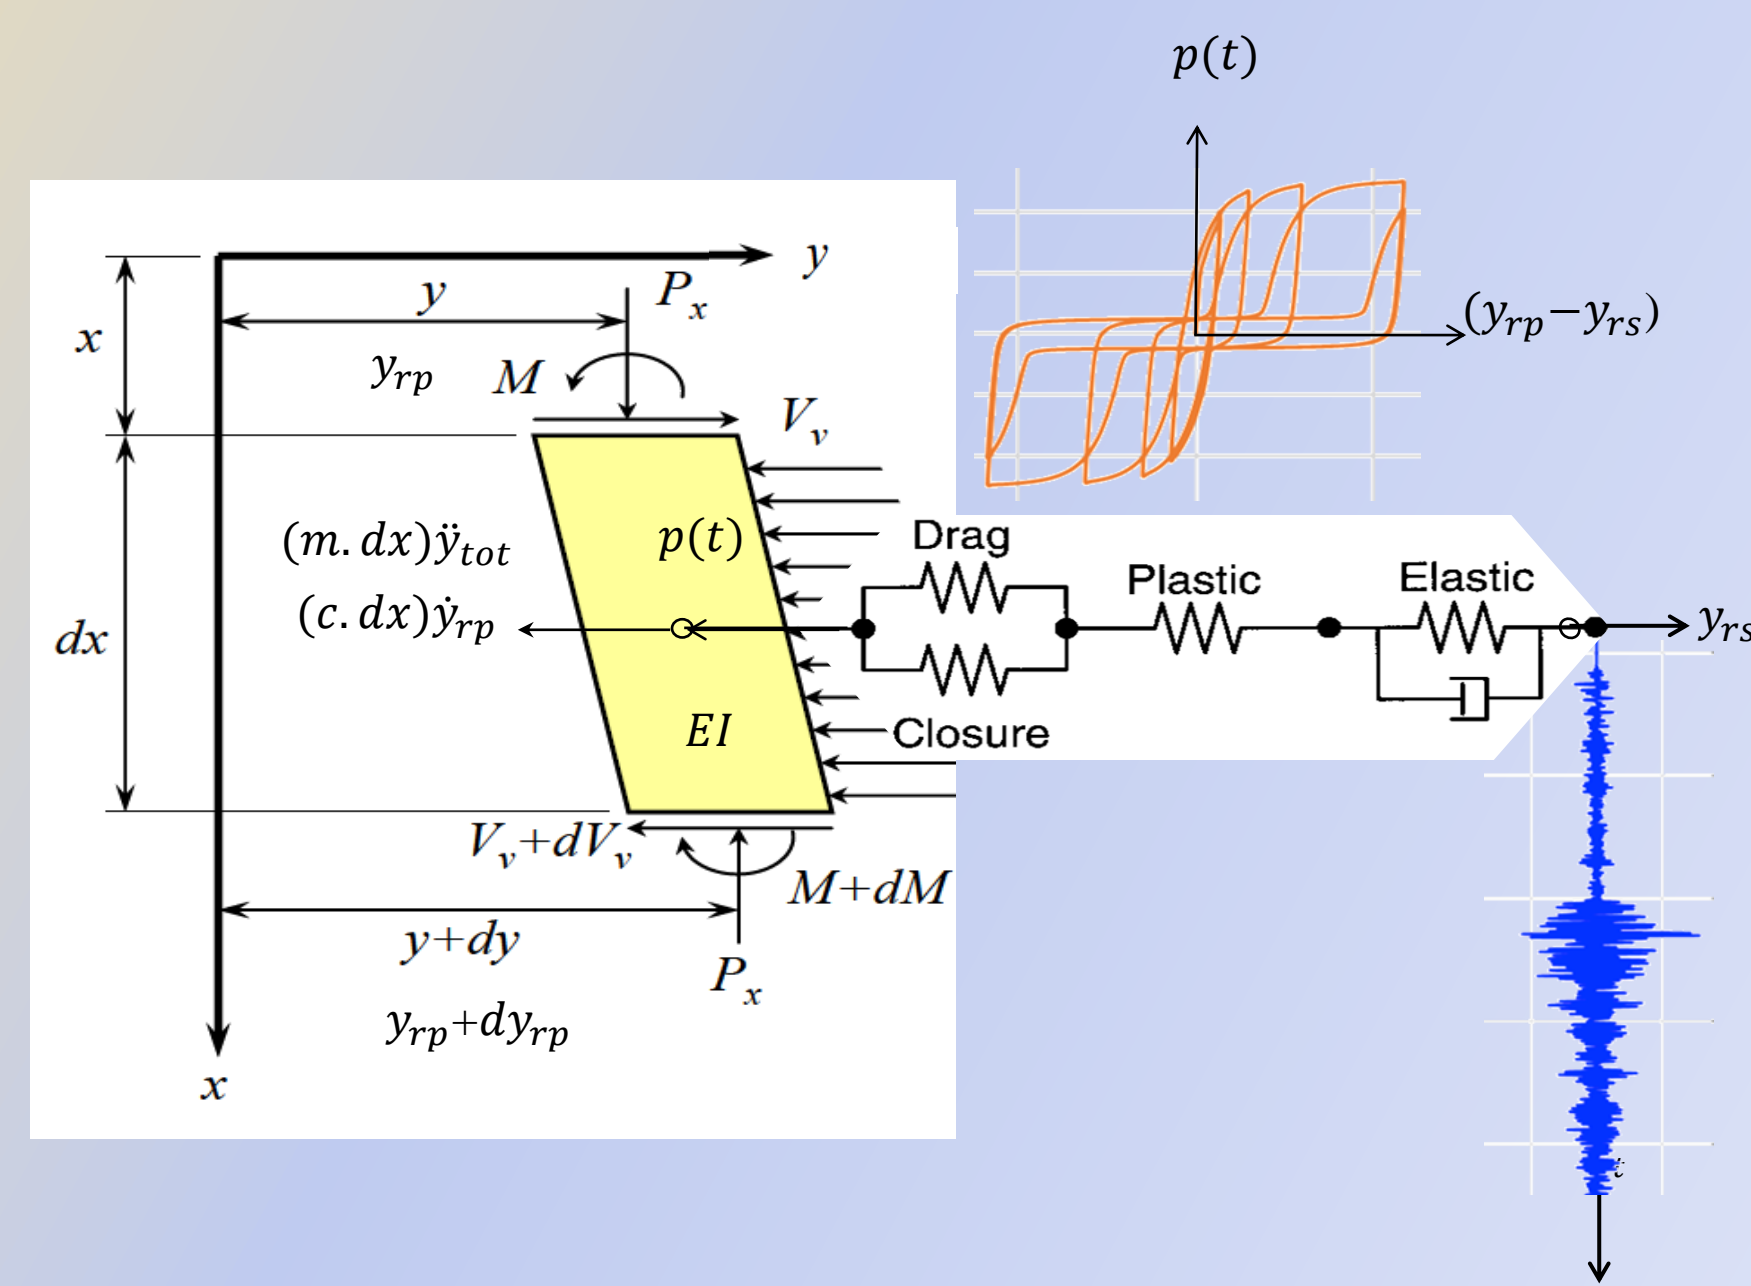 p(t)
(y_rp−y_rs)
y
y
P_x
x
y_rp
M
V_v
(m.dx)ÿ_tot
p(t)
Drag
Plastic
Elastic
(c.dx)ẏ_rp
y_rs
dx
EI
Closure
V_v+dV_v
M+dM
y+dy
P_x
y_rp+dy_rp
x
t